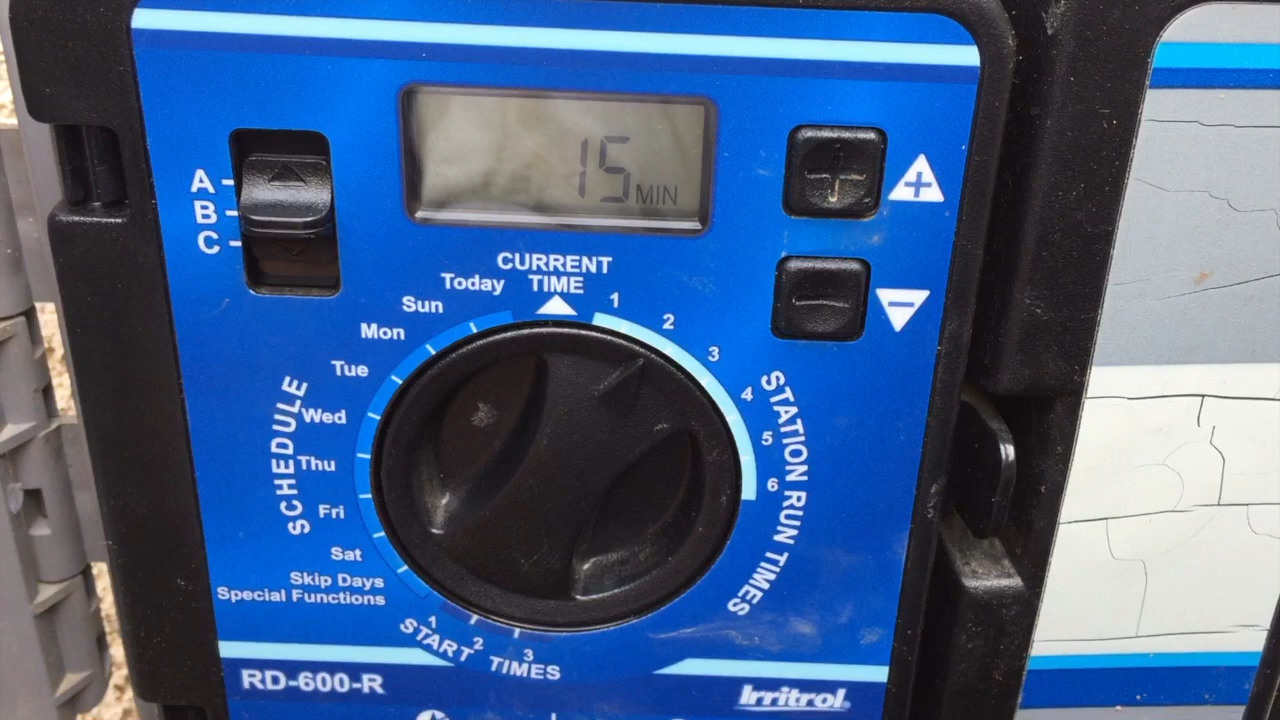 15 MIN
A
B
C
+
+
-
-
CURRENT
TIME
Today
Sun
Mon
Tue
Wed
Thu
Fri
Sat
Skip Days
Special Functions
SCHEDULE
1
2
3
4
5
6
STATION RUN TIMES
1
2
3
START TIMES
RD-600-R
Irritrol